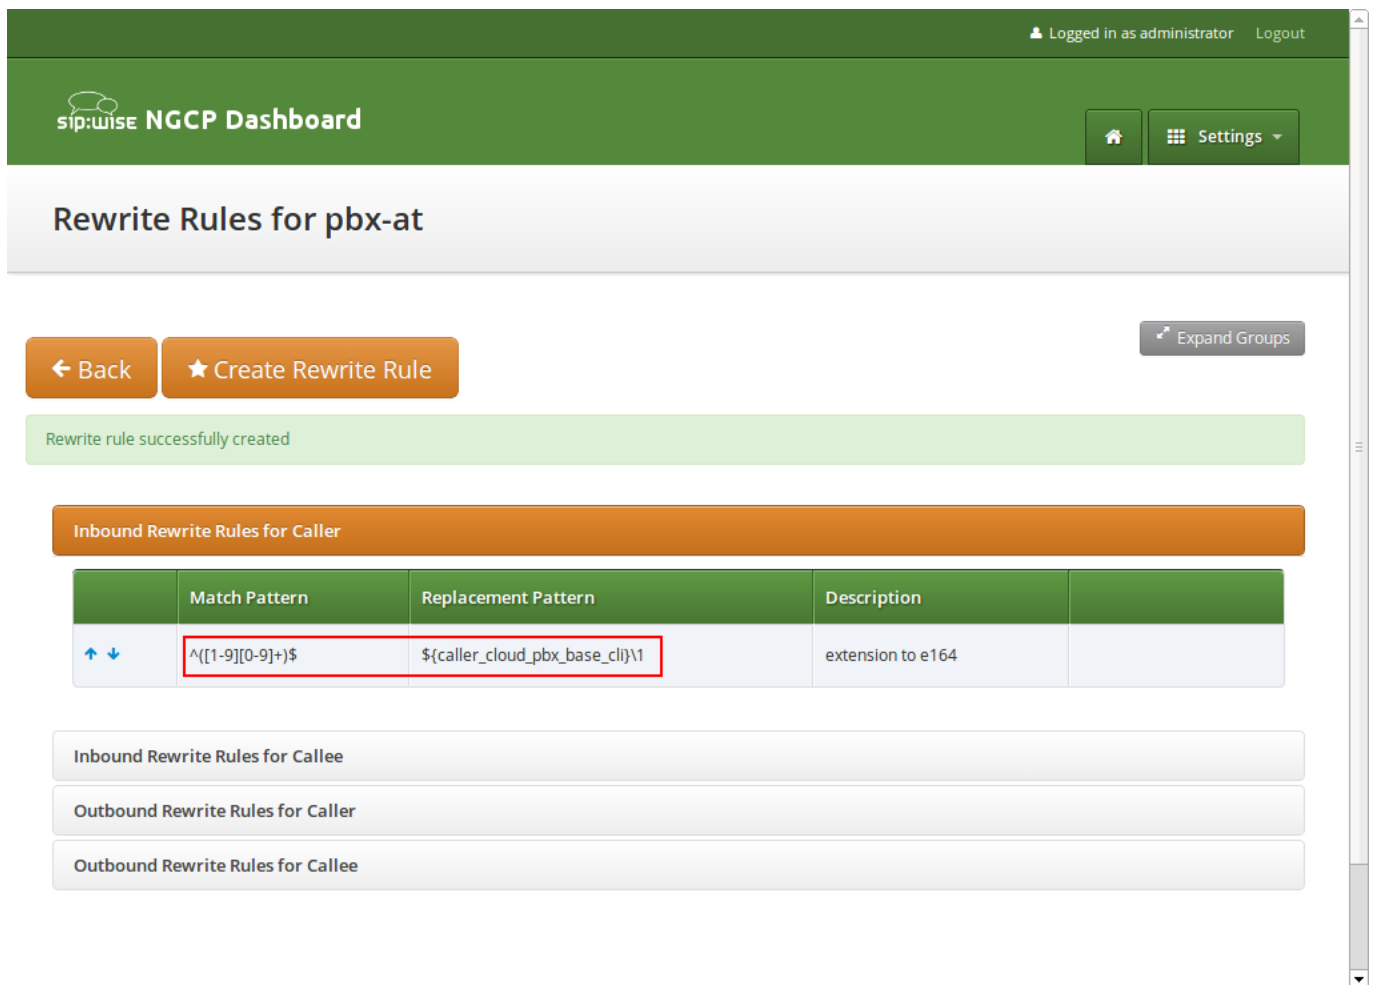 Logged in as administrator Logout
sip:wise NGCP Dashboard
Settings
Rewrite Rules for pbx-at
Expand Groups
Back Create Rewrite Rule
Rewrite rule successfully created
Inbound Rewrite Rules for Caller
Match Pattern Replacement Pattern Description
^([1-9][0-9]+)$ ${caller_cloud_pbx_base_cli}\1 extension to e164
Inbound Rewrite Rules for Callee
Outbound Rewrite Rules for Caller
Outbound Rewrite Rules for Callee